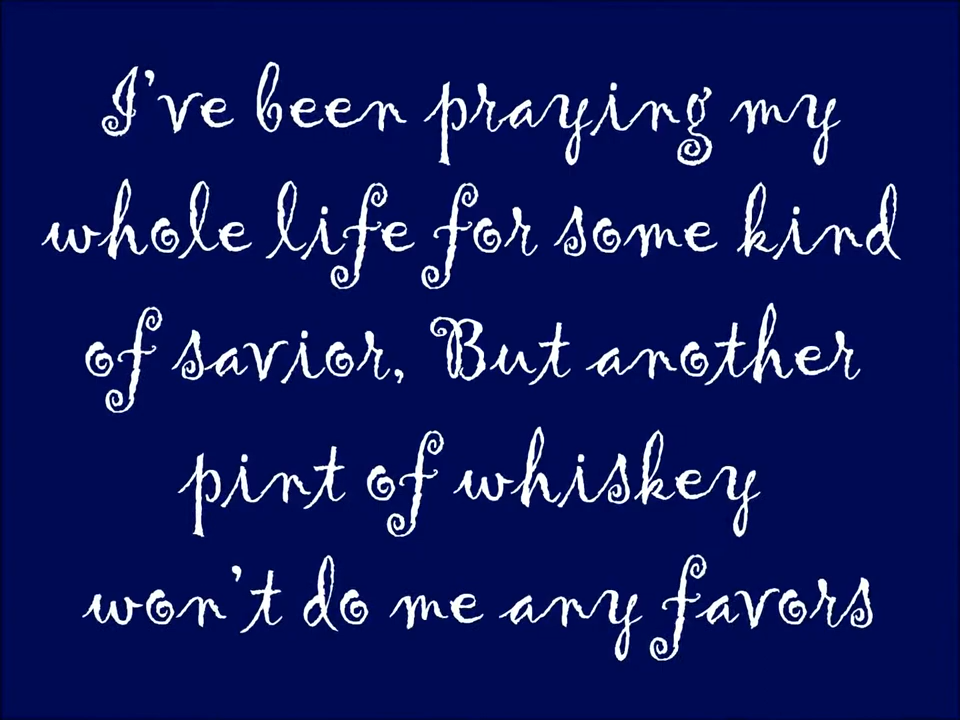 I've been praying my
whole life for some kind
of savior, But another
pint of whiskey
won't do me any favors